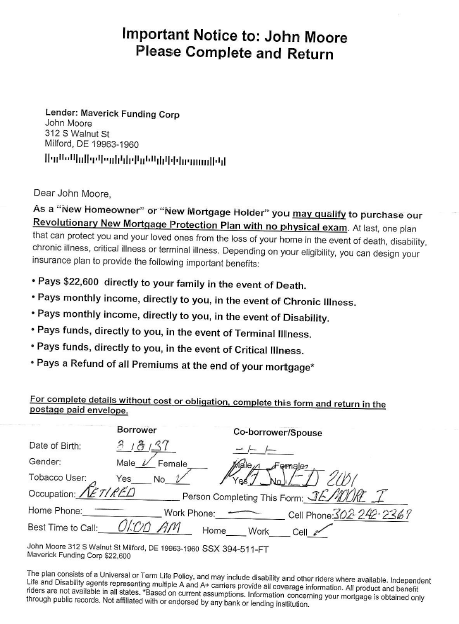 Important Notice to: John Moore
Please Complete and Return
Lender: Maverick Funding Corp
John Moore
312 S Walnut St
Milford, DE 19963-1960
Dear John Moore,
As a "New Homeowner" or "New Mortgage Holder" you may qualify to purchase our
Revolutionary New Mortgage Protection Plan with no physical exam. At last, one plan
that can protect you and your loved ones from the loss of your home in the event of death, disability,
chronic illness, critical illness or terminal illness. Depending on your eligibility, you can design your
insurance plan to provide the following important benefits:
• Pays $22,600 directly to your family in the event of Death.
• Pays monthly income, directly to you, in the event of Chronic Illness.
• Pays monthly income, directly to you, in the event of Disability.
• Pays funds, directly to you, in the event of Terminal Illness.
• Pays funds, directly to you, in the event of Critical Illness.
• Pays a Refund of all Premiums at the end of your mortgage*
For complete details without cost or obligation, complete this form and return in the
postage paid envelope.
Borrower Co-borrower/Spouse
Date of Birth: 3/8/37
Gender: Male ✓ Female Male Female
Tobacco User: Yes No ✓ Yes No PASSED 2001
Occupation: RETIRED Person Completing This Form:
Home Phone: — Work Phone: — Cell Phone: 302-242-2369
Best Time to Call: 01:00 AM Home Work Cell ✓
John Moore 312 S Walnut St Milford, DE 19963-1960 SSX 394-511-FT
Maverick Funding Corp $22,600
The plan consists of a Universal or Term Life Policy, and may include disability and other riders where available. Independent
Life and Disability agents representing multiple A and A+ carriers provide all coverage information. All product and benefit
riders are not available in all states. *Based on current assumptions. Information concerning your mortgage is obtained only
through public records. Not affiliated with or endorsed by any bank or lending institution.